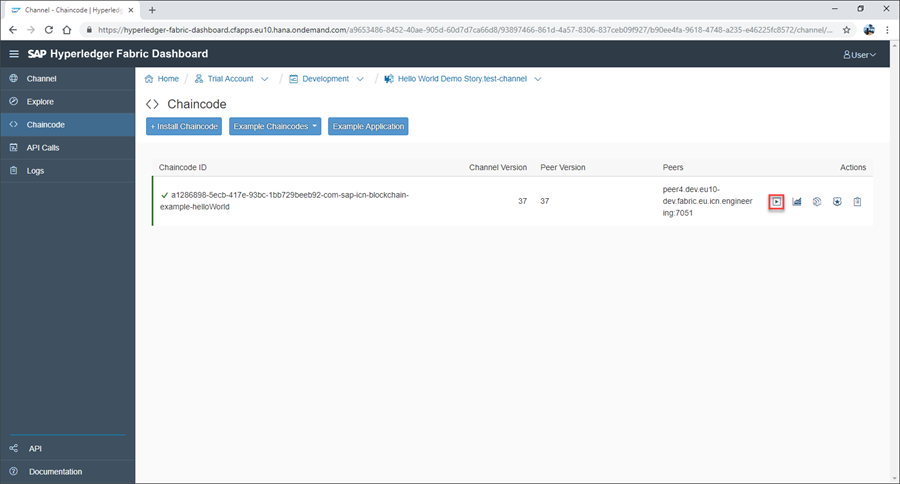 Channel - Chaincode | Hyperledg
https://hyperledger-fabric-dashboard.cfapps.eu10.hana.ondemand.com/a9653486-8452-40ae-905d-60d7d7ca66d8/93897466-861d-4a57-8306-837ceb09f927/b90ee4fa-9618-4748-a235-e46225fc8572/channel/...
SAP Hyperledger Fabric Dashboard
User
Channel
Explore
Chaincode
API Calls
Logs
API
Documentation
Home / Trial Account / Development / Hello World Demo Story.test-channel
<> Chaincode
+ Install Chaincode
Example Chaincodes
Example Application
Chaincode ID Channel Version Peer Version Peers Actions
a1286898-5ecb-417e-93bc-1bb729beeb92-com-sap-icn-blockchain-
example-helloWorld
37 37
peer4.dev.eu10-
dev.fabric.eu.icn.engineer
ing:7051